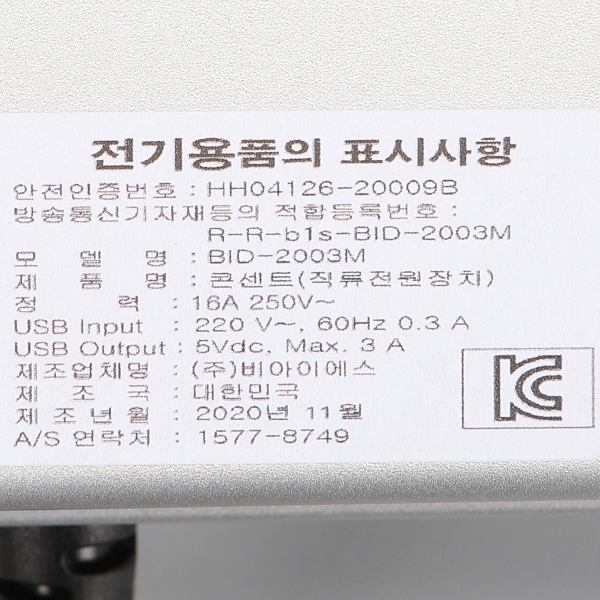 전기용품의 표시사항
안전인증번호 : HH04126-20009B
방송통신기자재등의 적합등록번호 :
R-R-b1s-BID-2003M
모 델 명 : BID-2003M
제 품 명 : 콘센트(직류전원장치)
정 력 : 16A 250V~
USB Input : 220 V~, 60Hz 0.3 A
USB Output : 5Vdc, Max. 3 A
제조업체명 : (주)비아이에스
제 조 국 : 대한민국
제 조 년 월 : 2020년 11월
A/S 연락처 : 1577-8749
KC